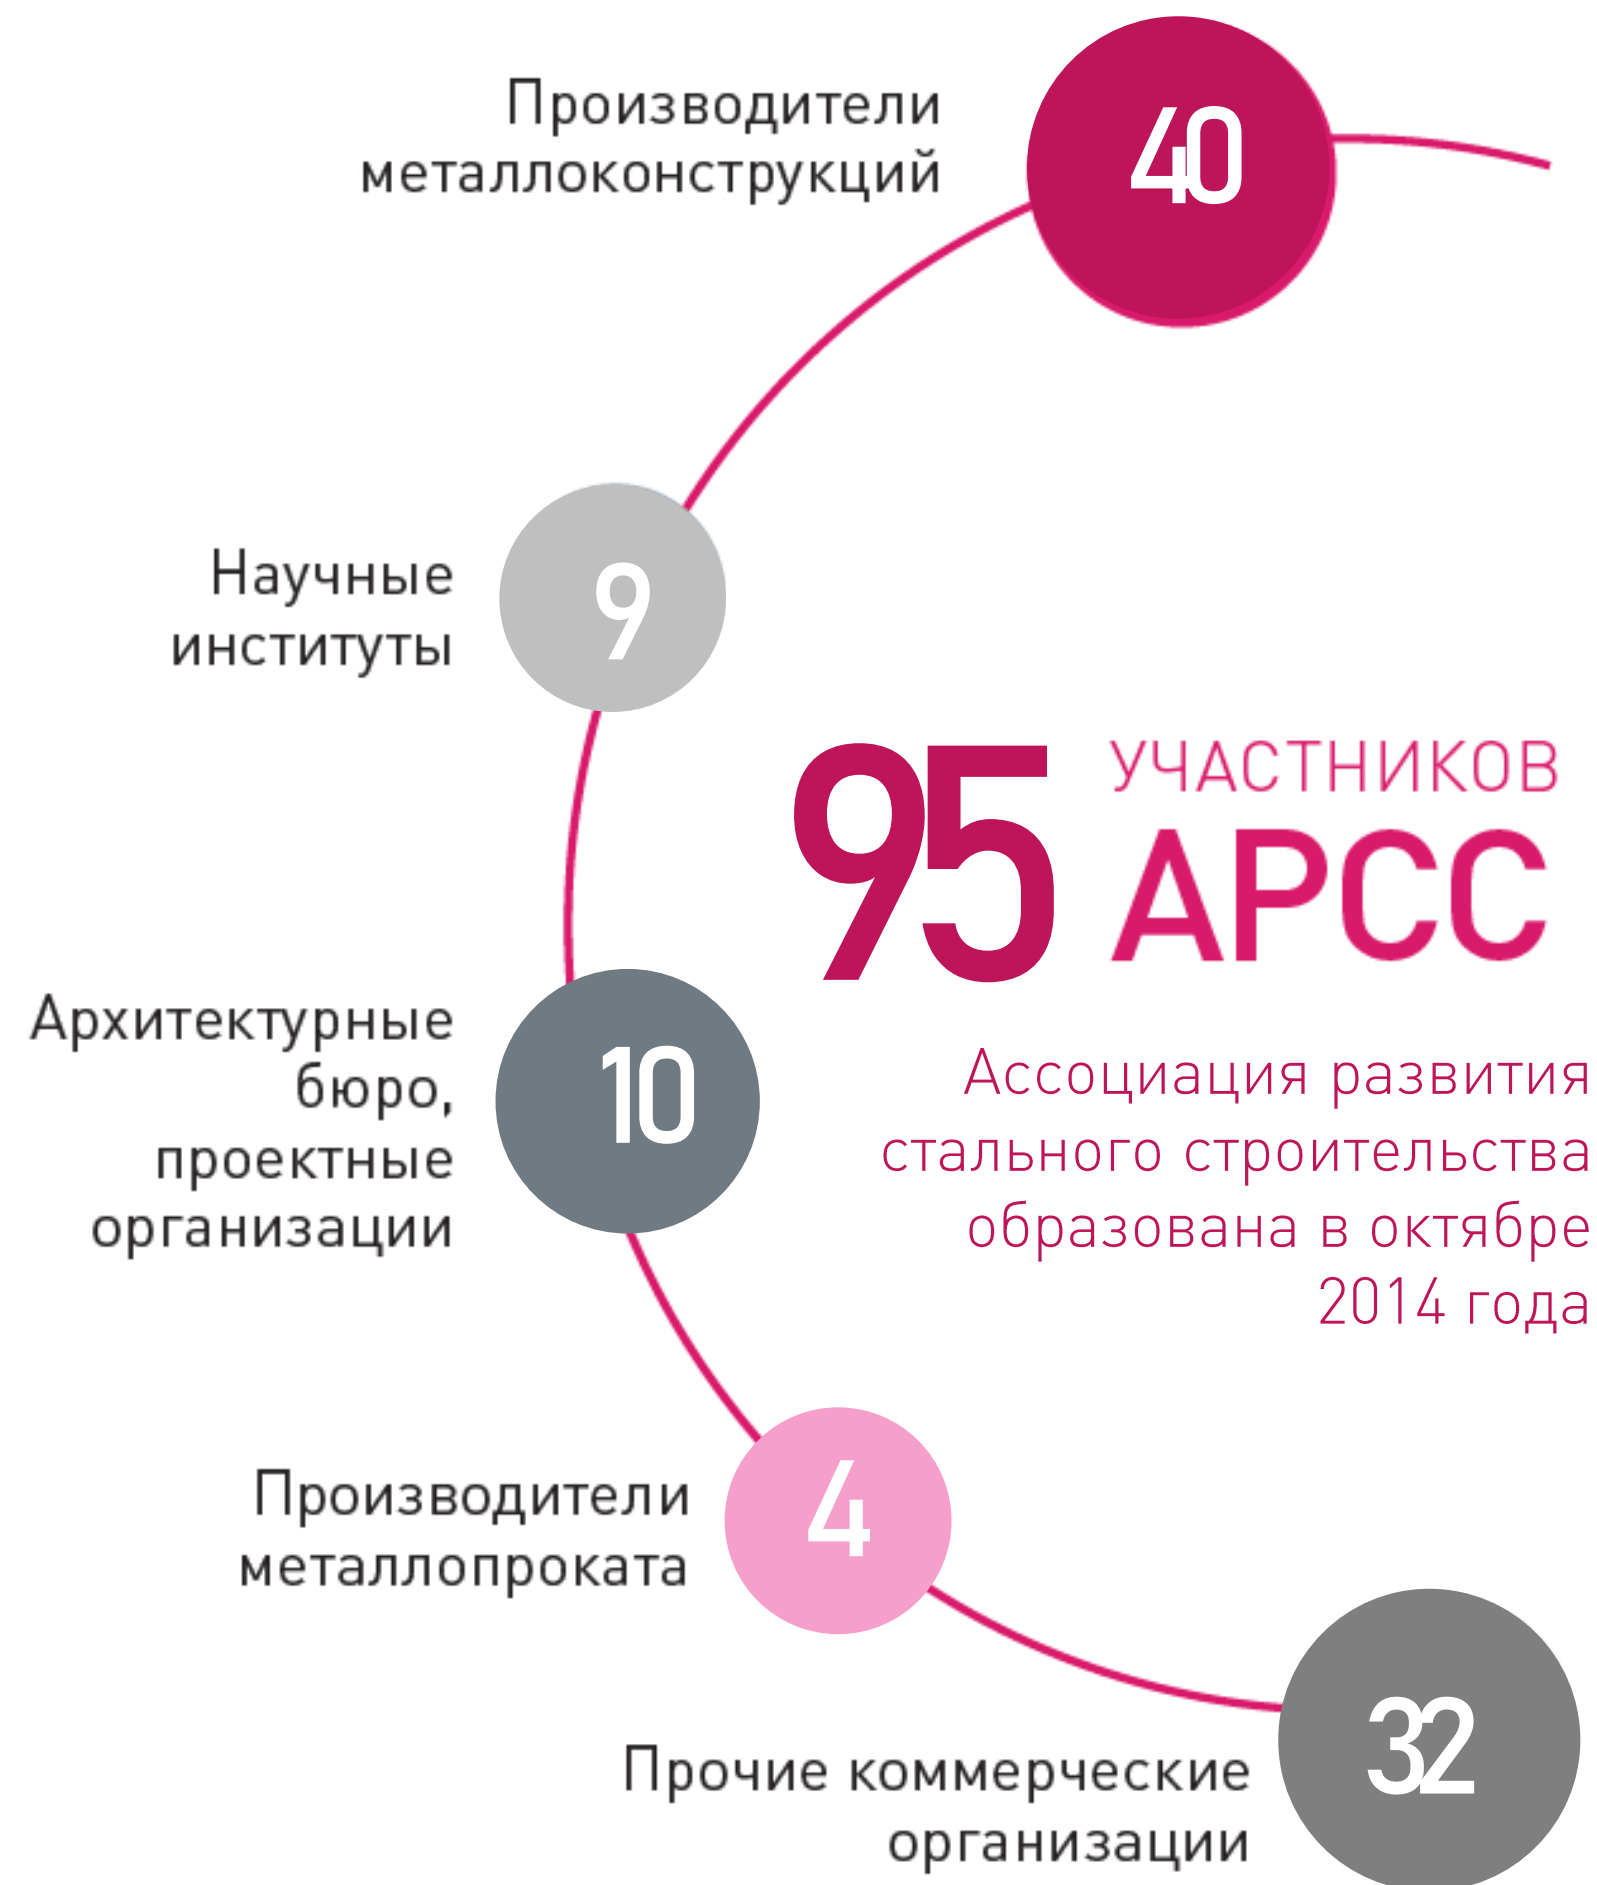 Производители
металлоконструкций
40
Научные
институты
9
95
УЧАСТНИКОВ
АРСС
Ассоциация развития
стального строительства
образована в октябре
2014 года
Архитектурные
бюро,
проектные
организации
10
Производители
металлопроката
4
Прочие коммерческие
организации
32